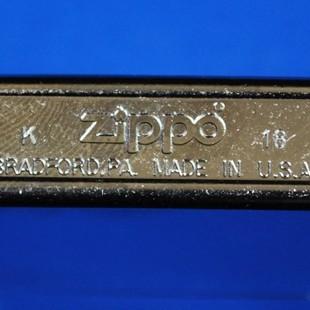 K zippo 16
BRADFORD, PA. MADE IN U.S.A